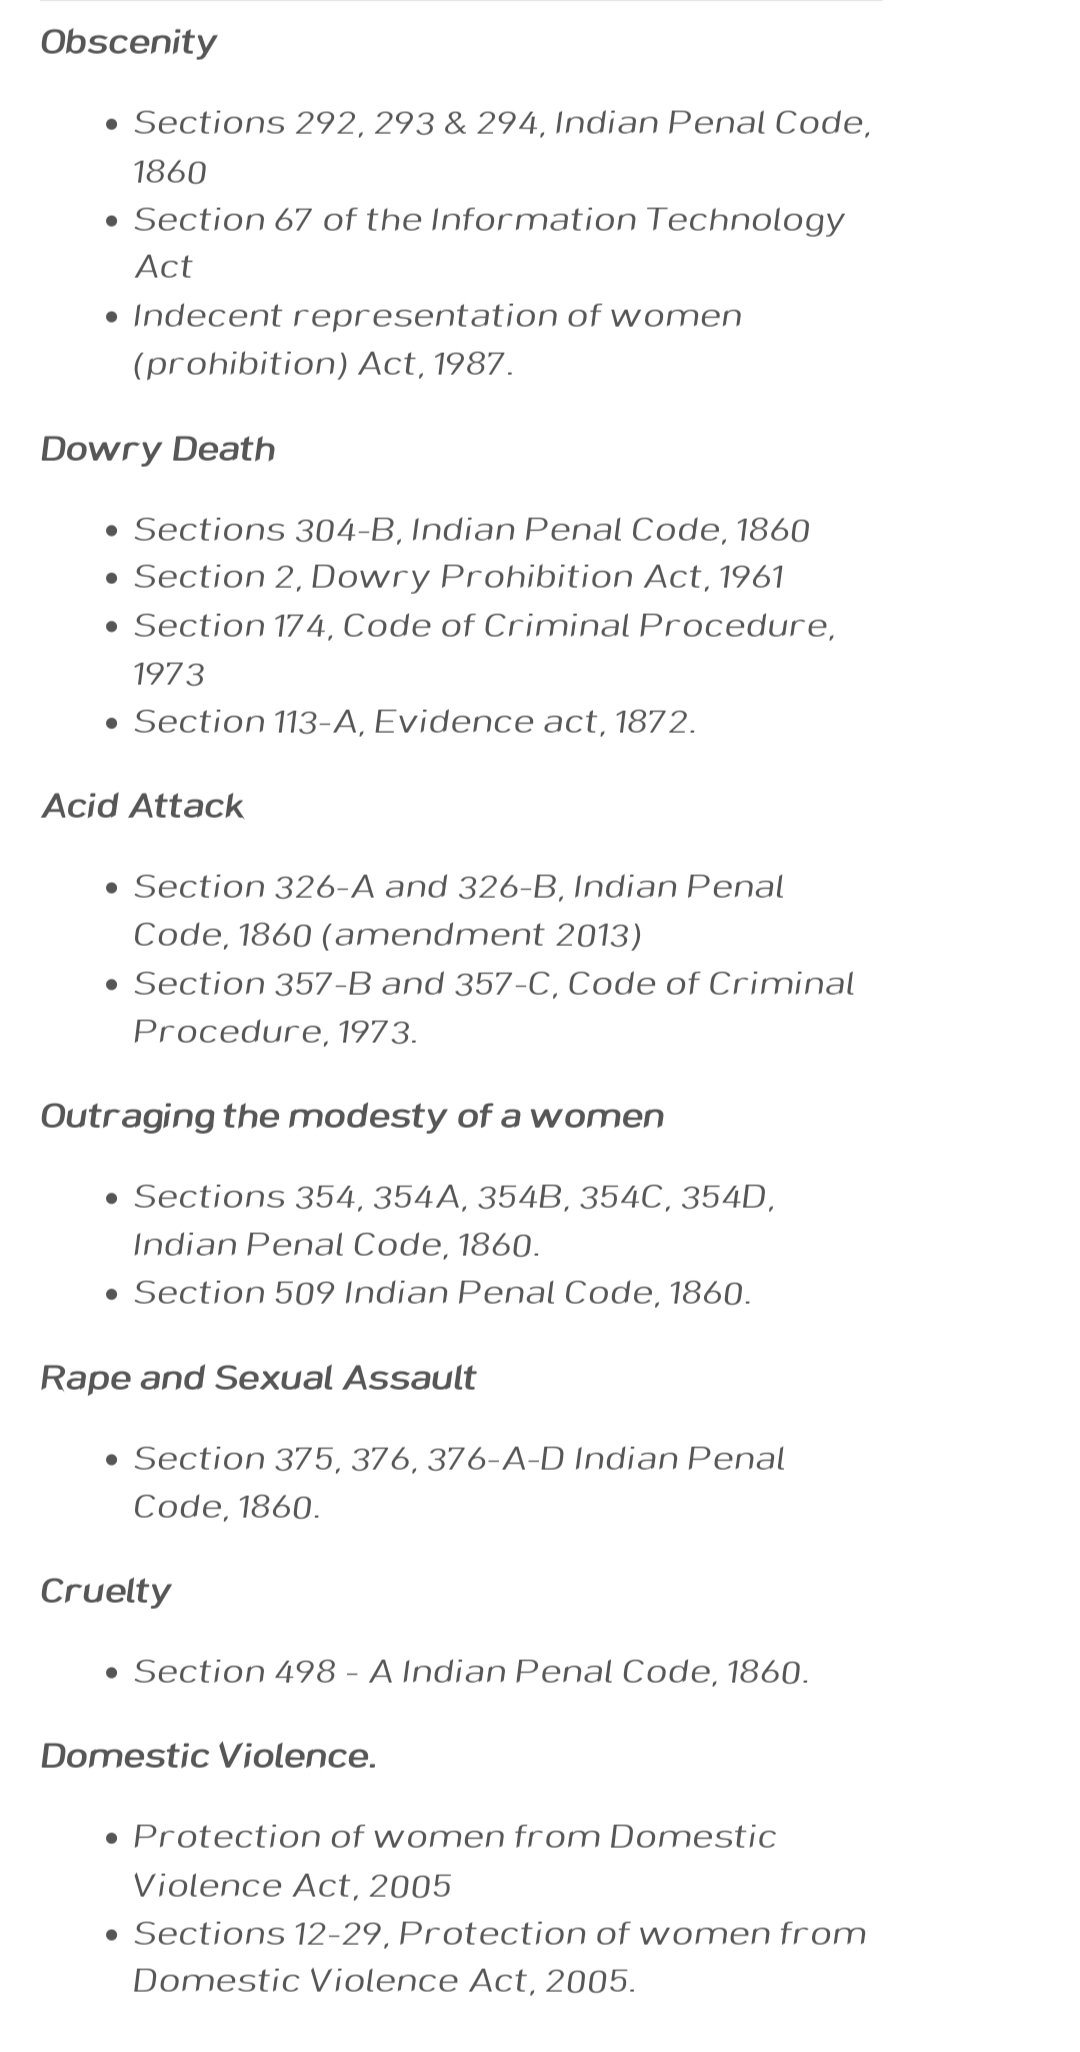 Obscenity
• Sections 292, 293 & 294, Indian Penal Code,
1860
• Section 67 of the Information Technology
Act
• Indecent representation of women
(prohibition) Act, 1987.
Dowry Death
• Sections 304-B, Indian Penal Code, 1860
• Section 2, Dowry Prohibition Act, 1961
• Section 174, Code of Criminal Procedure,
1973
• Section 113-A, Evidence act, 1872.
Acid Attack
• Section 326-A and 326-B, Indian Penal
Code, 1860 (amendment 2013)
• Section 357-B and 357-C, Code of Criminal
Procedure, 1973.
Outraging the modesty of a women
• Sections 354, 354A, 354B, 354C, 354D,
Indian Penal Code, 1860.
• Section 509 Indian Penal Code, 1860.
Rape and Sexual Assault
• Section 375, 376, 376-A-D Indian Penal
Code, 1860.
Cruelty
• Section 498 - A Indian Penal Code, 1860.
Domestic Violence.
• Protection of women from Domestic
Violence Act, 2005
• Sections 12-29, Protection of women from
Domestic Violence Act, 2005.